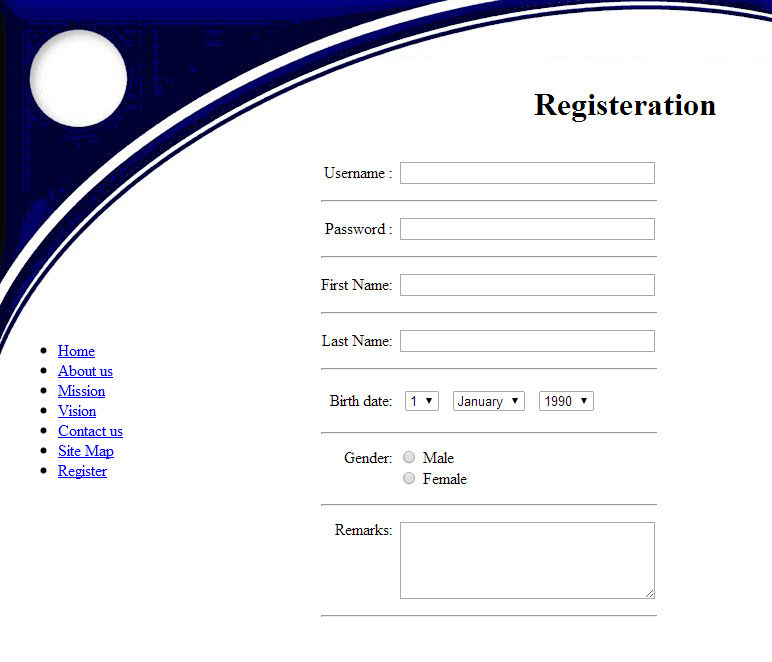 Registeration
Username :
Password :
First Name:
Last Name:
Birth date: 1 January 1990
Gender: Male
Female
Remarks:
Home
About us
Mission
Vision
Contact us
Site Map
Register